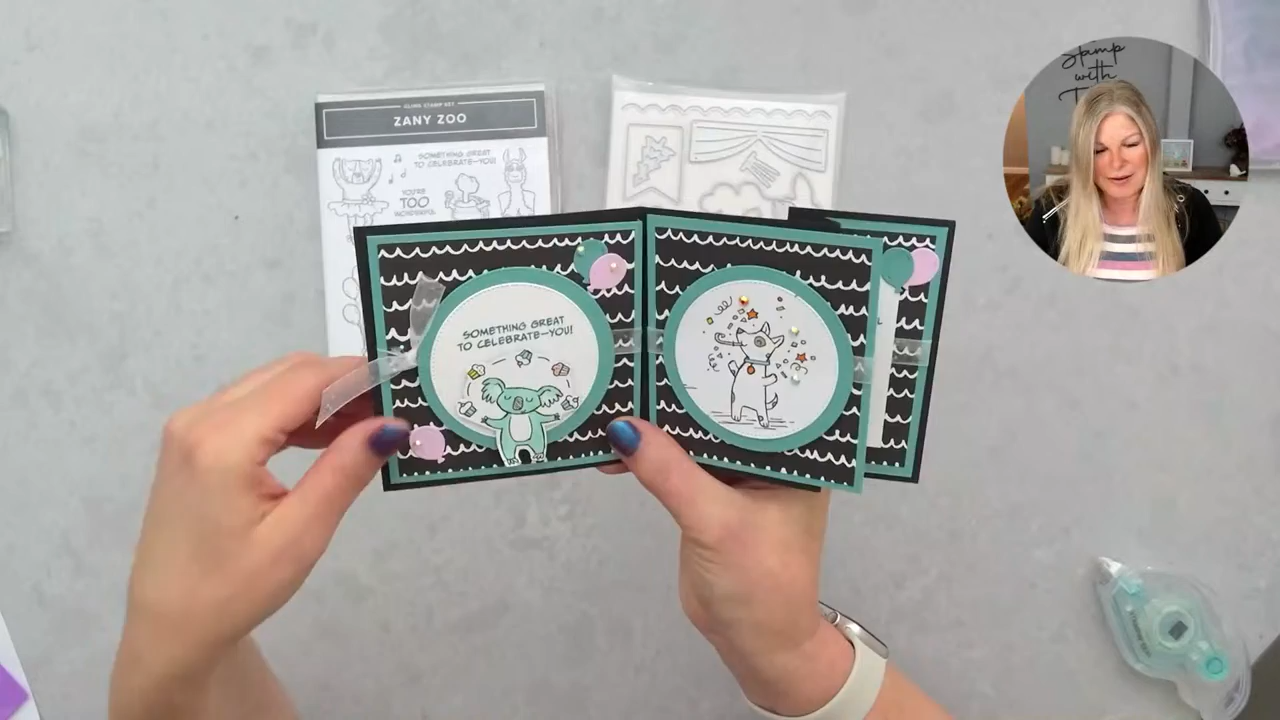 Stamp
with
CLING STAMP SET
ZANY ZOO
SOMETHING GREAT
TO CELEBRATE—YOU!
YOU'RE
TOO
WONDERFUL
SOMETHING GREAT
TO CELEBRATE—YOU!